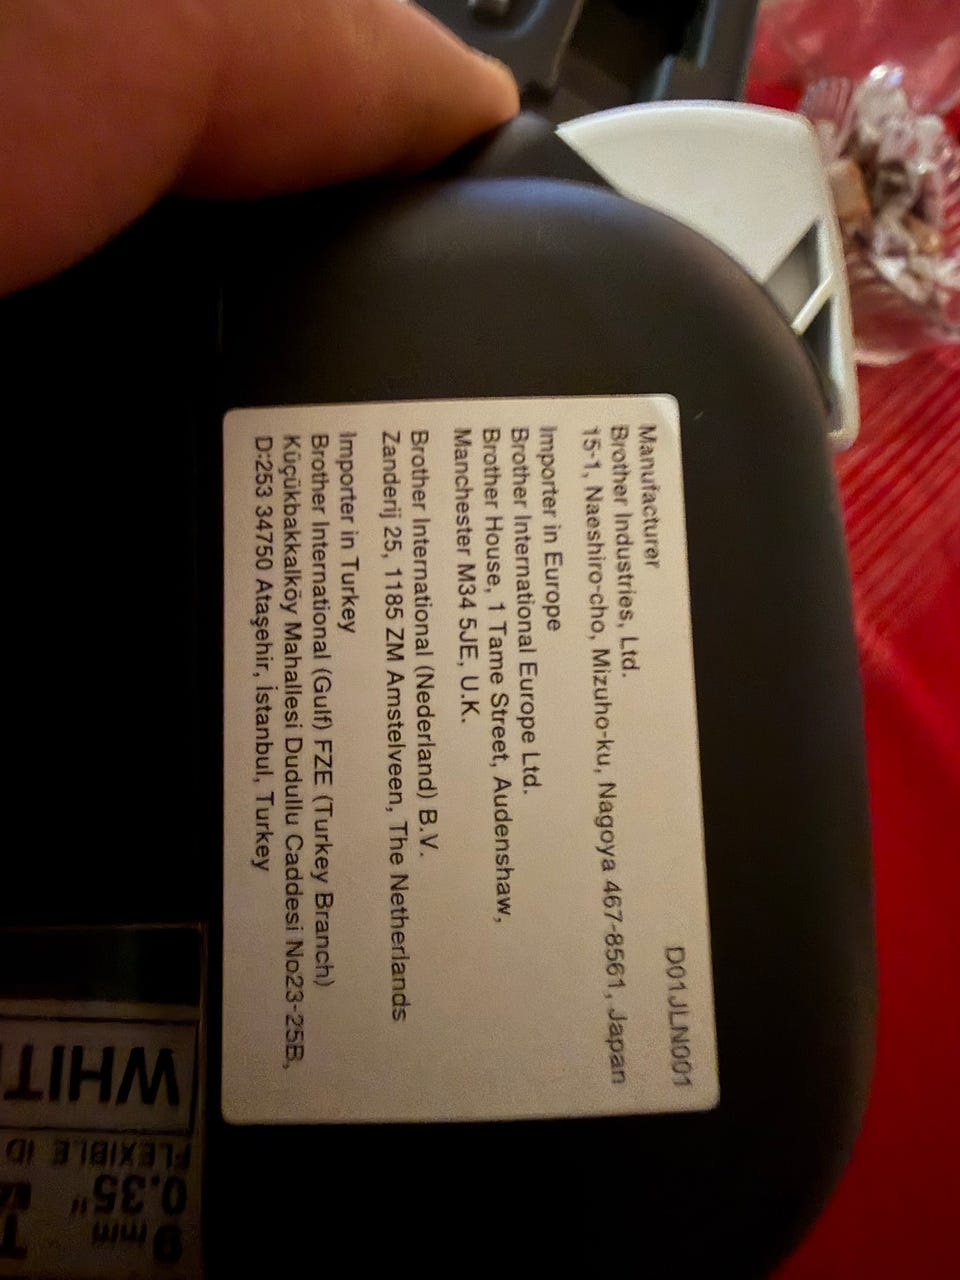 D01JLN001
Manufacturer
Brother Industries, Ltd.
15-1, Naeshiro-cho, Mizuho-ku, Nagoya 467-8561, Japan
Importer in Europe
Brother International Europe Ltd.
Brother House, 1 Tame Street, Audenshaw,
Manchester M34 5JE, U.K.
Brother International (Nederland) B.V.
Zanderij 25, 1185 ZM Amstelveen, The Netherlands
Importer in Turkey
Brother International (Gulf) FZE (Turkey Branch)
Küçükbakkalköy Mahallesi Dudullu Caddesi No23-25B,
D:253 34750 Ataşehir, İstanbul, Turkey
9 mm
0.35"
FLEXIBLE ID
WHIT